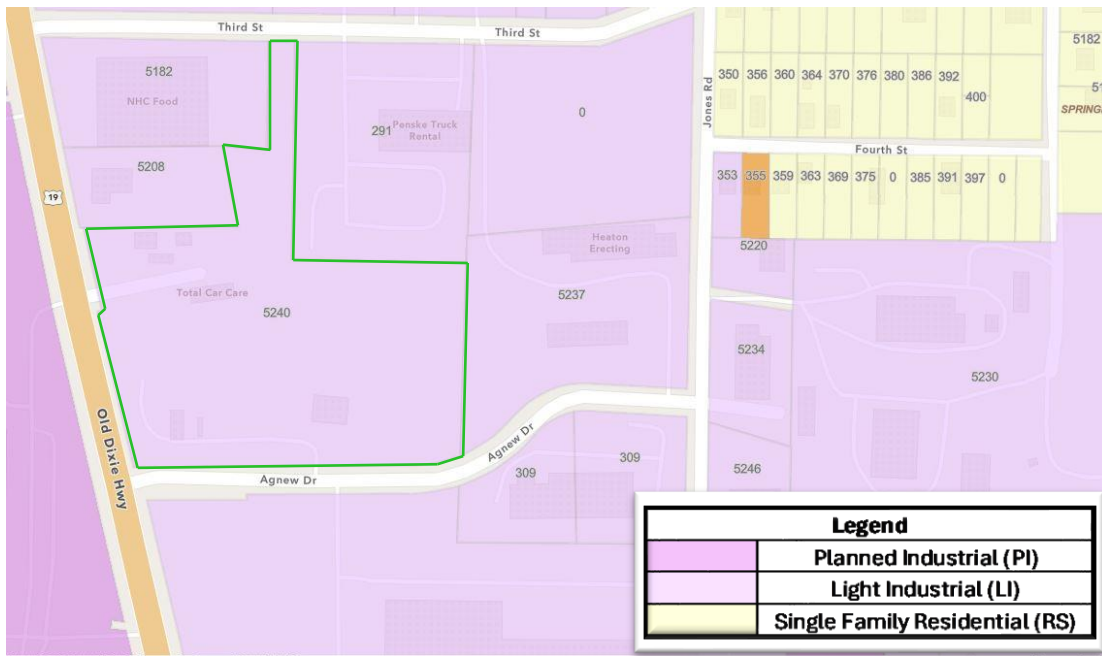 Third St
Third St
5182
5182
NHC Food
350 356 360 364 370 376 380 386 392
400
51
SPRING
Jones Rd
291 Penske Truck
Rental
0
Fourth St
5208
353 355 359 363 369 375 0 385 391 397 0
19
Heaton
Erecting
5220
Total Car Care
5240
5237
5234
5230
Old Dixie Hwy
Agnew Dr
Agnew Dr
309
309
5246
Legend
Planned Industrial (PI)
Light Industrial (LI)
Single Family Residential (RS)